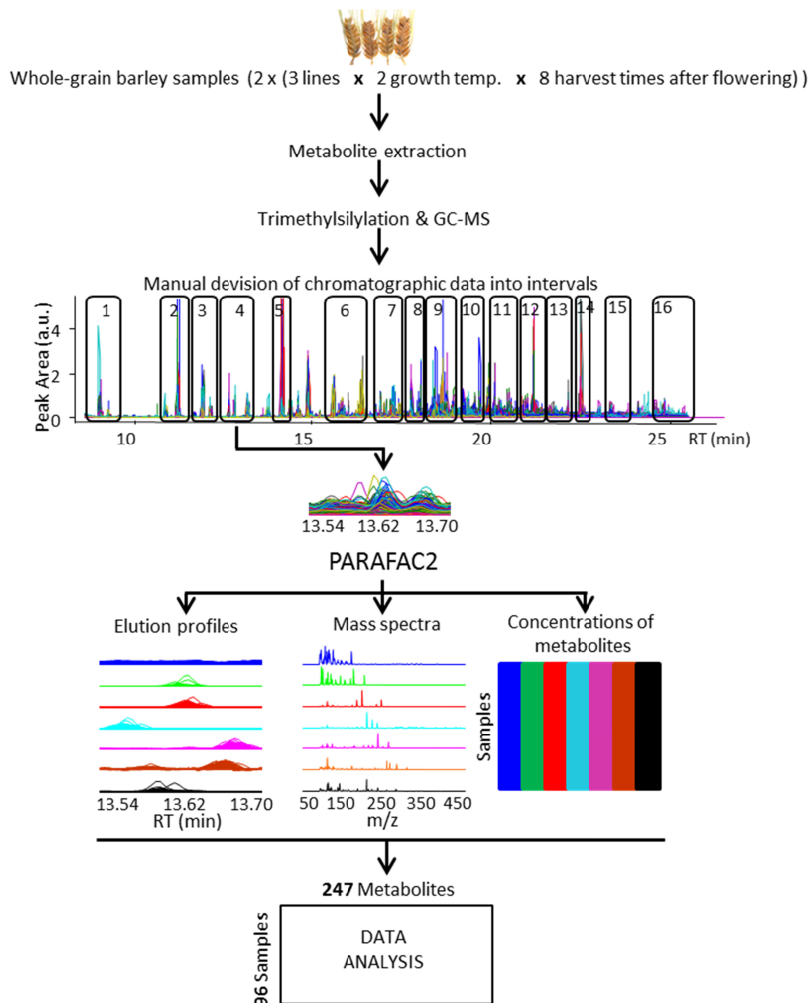 Whole-grain barley samples (2 x (3 lines x 2 growth temp. x 8 harvest times after flowering) )
Metabolite extraction
Trimethylsilylation & GC-MS
Manual devision of chromatographic data into intervals
1 2 3 4 5 6 7 8 9 10 11 12 13 14 15 16
Peak Area (a.u.)
4
2
0
10 15 20 25 RT (min)
13.54 13.62 13.70
PARAFAC2
Elution profiles
Mass spectra
Concentrations of
metabolites
Samples
13.54 13.62 13.70
RT (min)
50 150 250 350 450
m/z
247 Metabolites
96 Samples
DATA
ANALYSIS